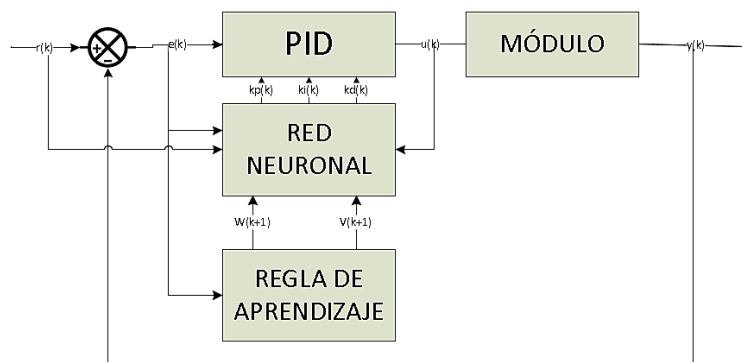 r(k)
+
−
e(k)
PID
u(k)
MÓDULO
y(k)
kp(k)
ki(k)
kd(k)
RED
NEURONAL
W(k+1)
V(k+1)
REGLA DE
APRENDIZAJE